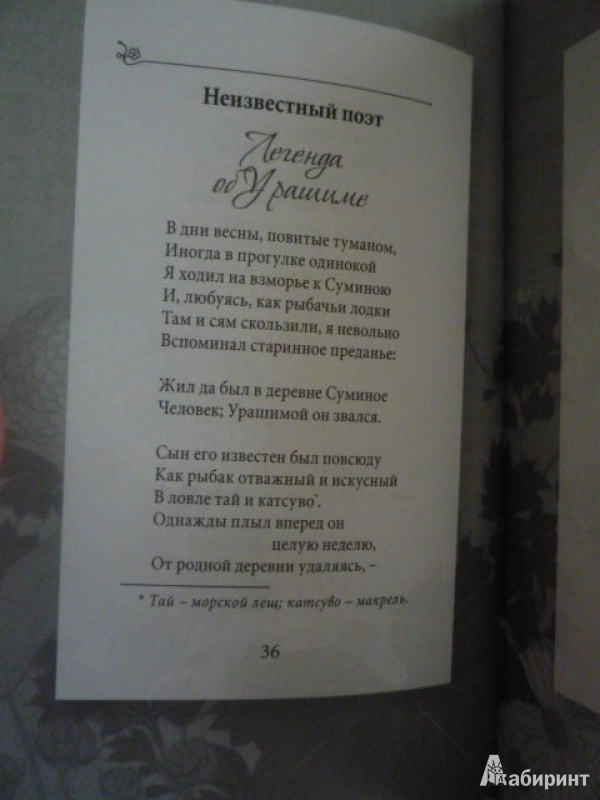 Неизвестный поэт
Легенда
об Урашиме
В дни весны, повитые туманом,
Иногда в прогулке одинокой
Я ходил на взморье к Суминою
И, любуясь, как рыбачьи лодки
Там и сям скользили, я невольно
Вспоминал старинное преданье:
Жил да был в деревне Суминое
Человек; Урашимой он звался.
Сын его известен был повсюду
Как рыбак отважный и искусный
В ловле тай и катсуво*.
Однажды плыл вперед он
целую неделю,
От родной деревни удаляясь, –
* Тай – морской лещ; катсуво – макрель.
36
Лабиринт